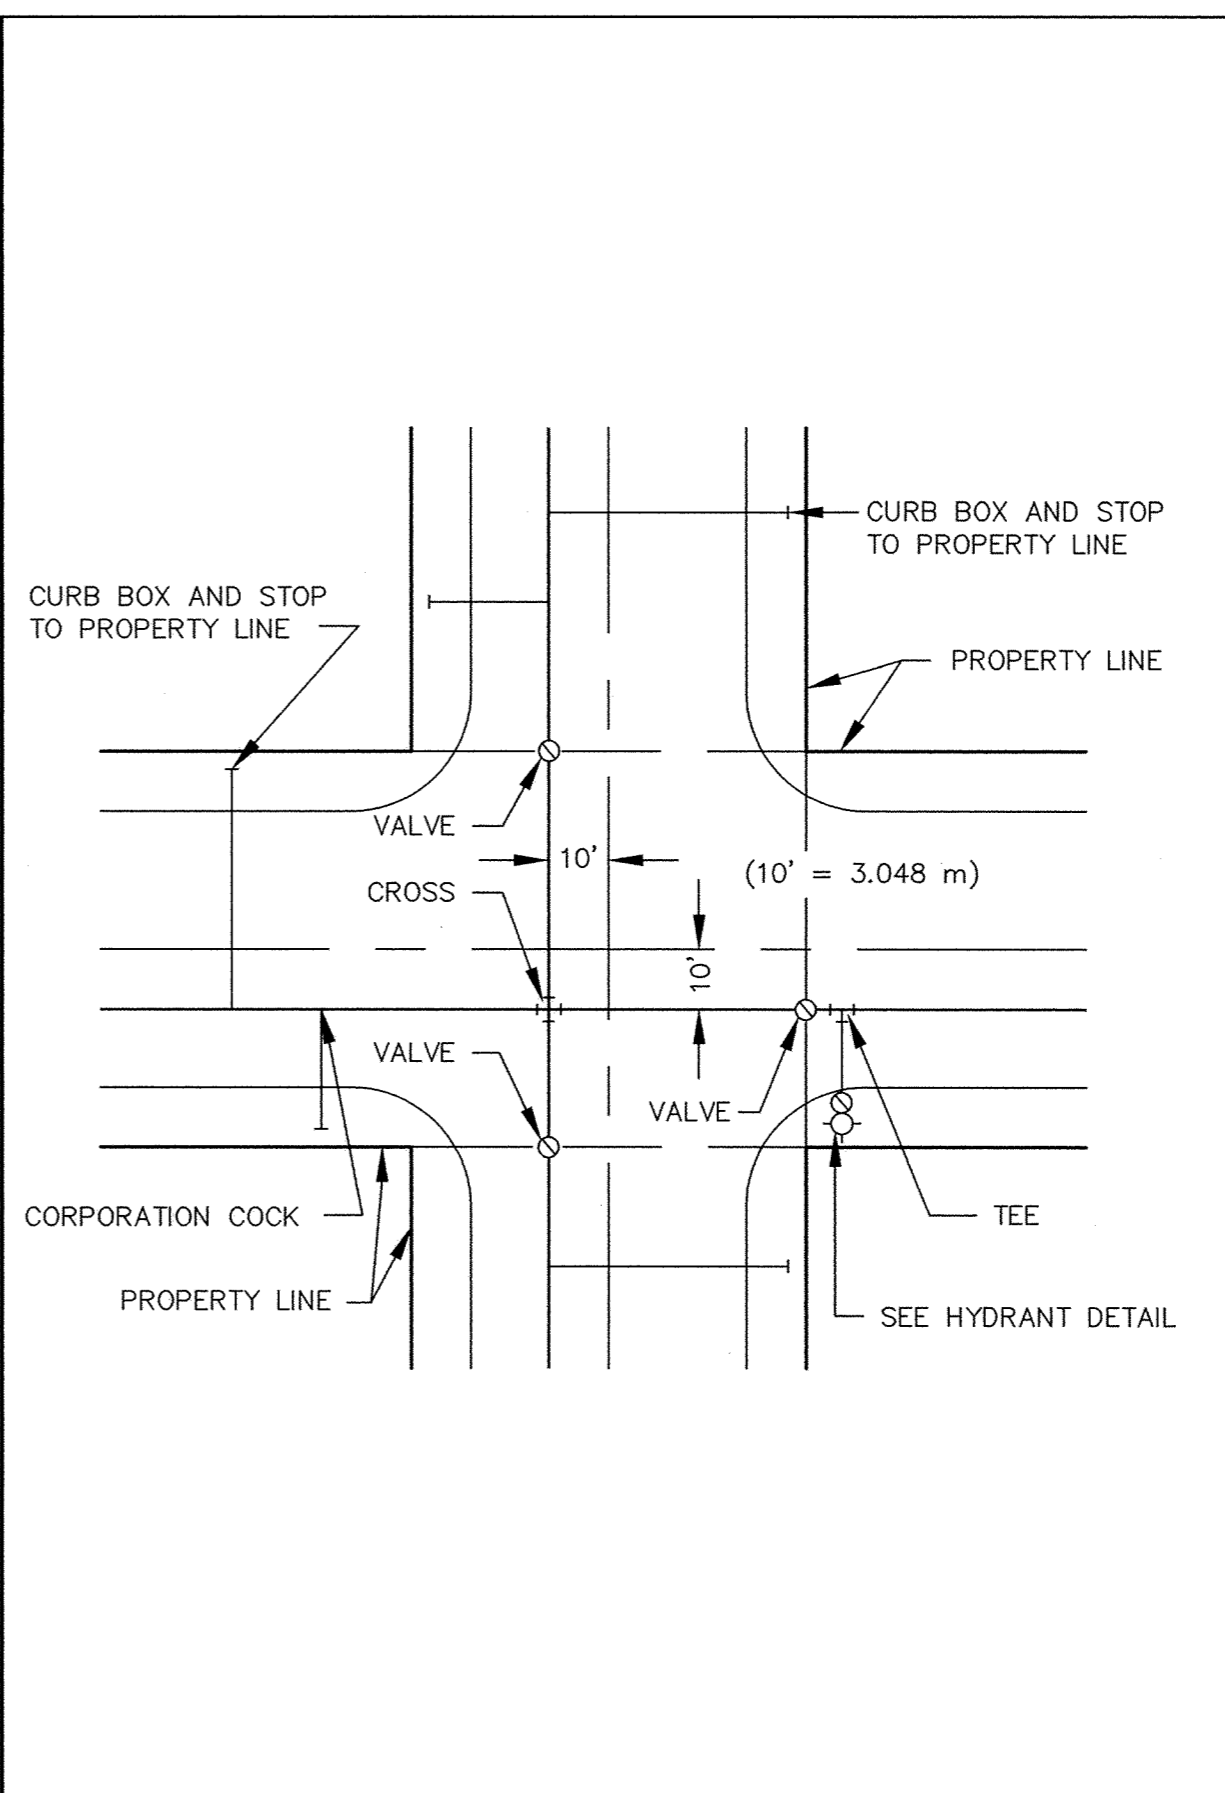 CURB BOX AND STOP
TO PROPERTY LINE
CURB BOX AND STOP
TO PROPERTY LINE
PROPERTY LINE
VALVE
10'
(10' = 3.048 m)
CROSS
10'
VALVE
VALVE
CORPORATION COCK
TEE
PROPERTY LINE
SEE HYDRANT DETAIL